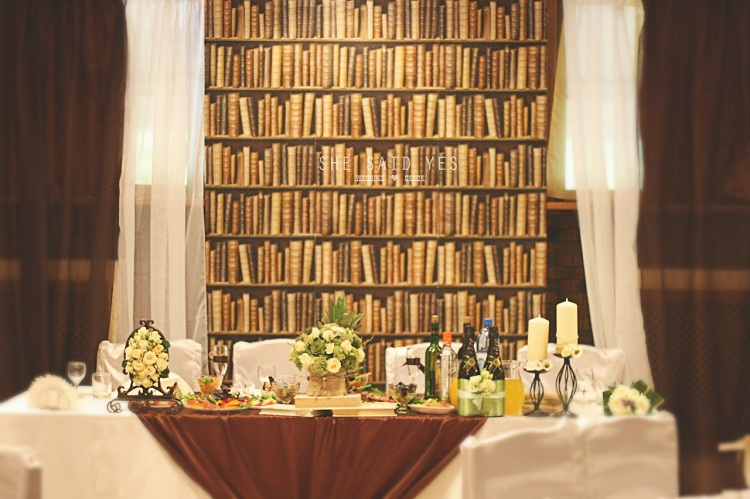 SHE SAID YES